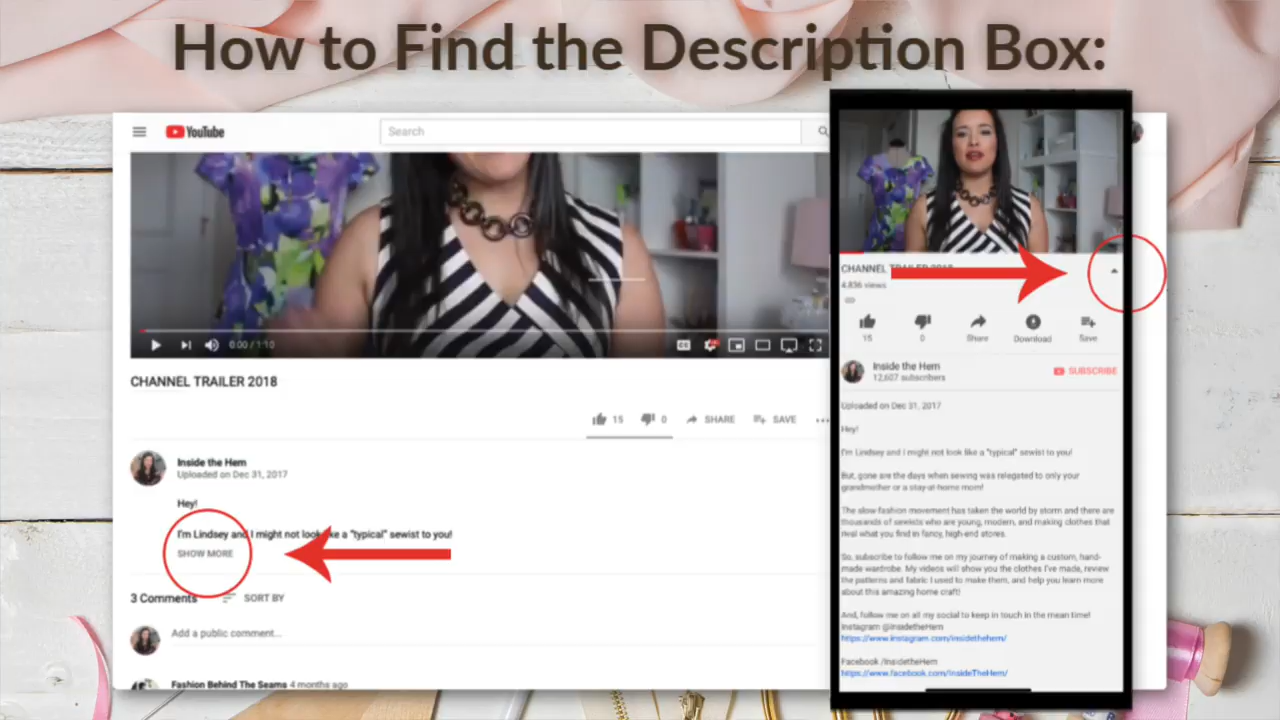 How to Find the Description Box:
YouTube
Search
0:00 / 1:10
CHANNEL TRAILER 2018
15 0 SHARE SAVE
Inside the Hem
Uploaded on Dec 31, 2017
Hey!
I'm Lindsey and I might not look like a "typical" sewist to you!
SHOW MORE
3 Comments SORT BY
Add a public comment...
Fashion Behind The Seams 4 months ago
CHANNEL TRAILER 2018
4,836 views
15 0 Share Download Save
Inside the Hem
12,607 subscribers
SUBSCRIBE
Uploaded on Dec 31, 2017
Hey!
I'm Lindsey and I might not look like a "typical" sewist to you!
But, gone are the days when sewing was relegated to only your
grandmother or a stay-at-home mom!
The slow fashion movement has taken the world by storm and there are
thousands of sewists who are young, modern, and making clothes that
rival what you find in fancy, high-end stores.
So, subscribe to follow me on my journey of making a custom, hand-
made wardrobe. My videos will show you the clothes I've made, review
the patterns and fabric I used to make them, and help you learn more
about this amazing home craft!
And, follow me on all my social to keep in touch in the mean time!
Instagram @insidetheHem
https://www.instagram.com/insidethehem/
Facebook /InsidetheHem
https://www.facebook.com/InsideTheHem/